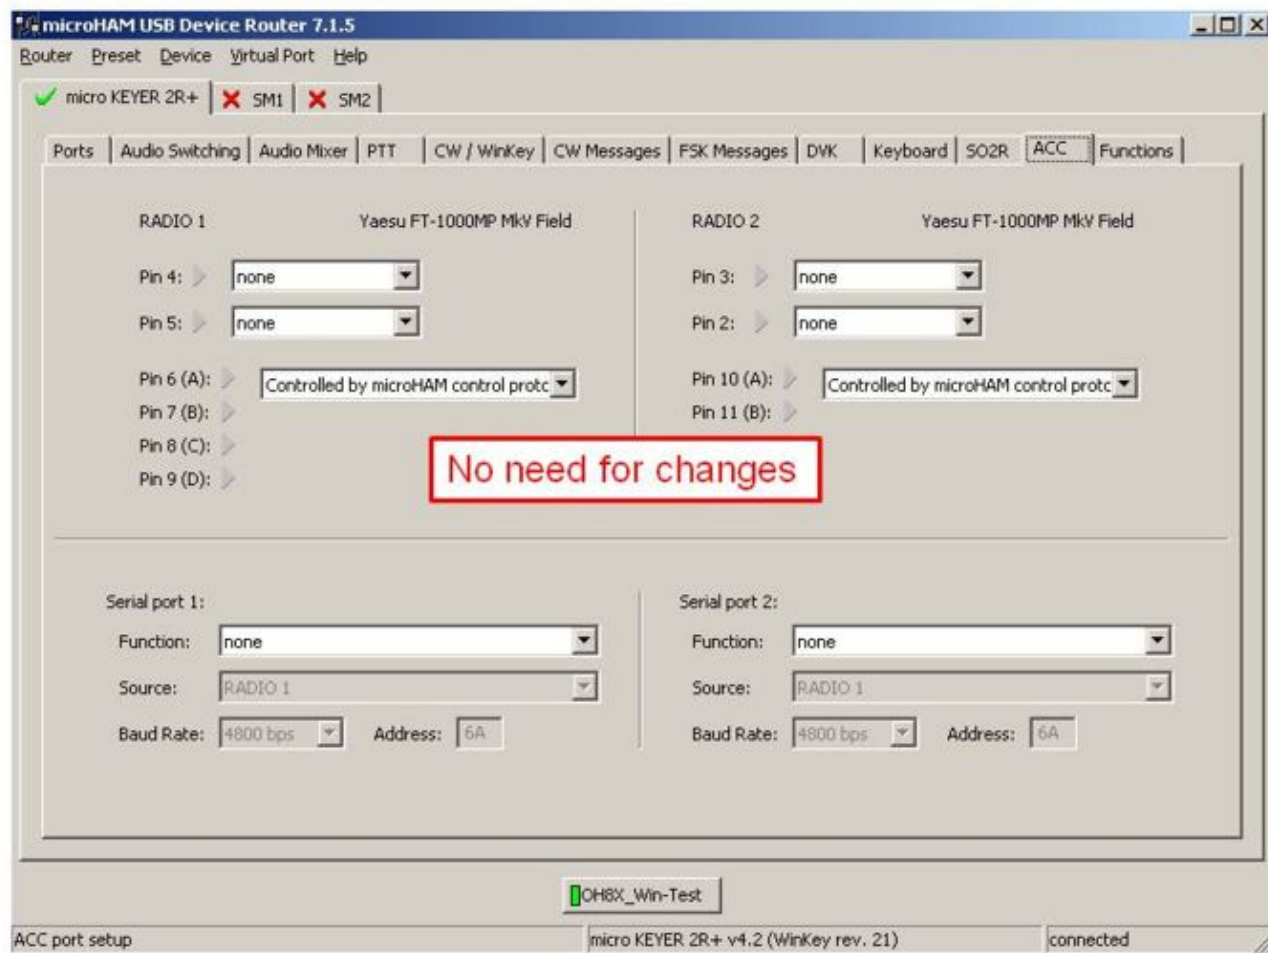 microHAM USB Device Router 7.1.5
Router Preset Device Virtual Port Help
micro KEYER 2R+ SM1 SM2
Ports Audio Switching Audio Mixer PTT CW / WinKey CW Messages FSK Messages DVK Keyboard SO2R ACC Functions
RADIO 1 Yaesu FT-1000MP MkV Field RADIO 2 Yaesu FT-1000MP MkV Field
Pin 4: none Pin 3: none
Pin 5: none Pin 2: none
Pin 6 (A): Controlled by microHAM control protc Pin 10 (A): Controlled by microHAM control protc
Pin 7 (B): Pin 11 (B):
Pin 8 (C):
No need for changes
Pin 9 (D):
Serial port 1: Serial port 2:
Function: none Function: none
Source: RADIO 1 Source: RADIO 1
Baud Rate: 4800 bps Address: 6A Baud Rate: 4800 bps Address: 6A
OH8X_Win-Test
ACC port setup micro KEYER 2R+ v4.2 (WinKey rev. 21) connected